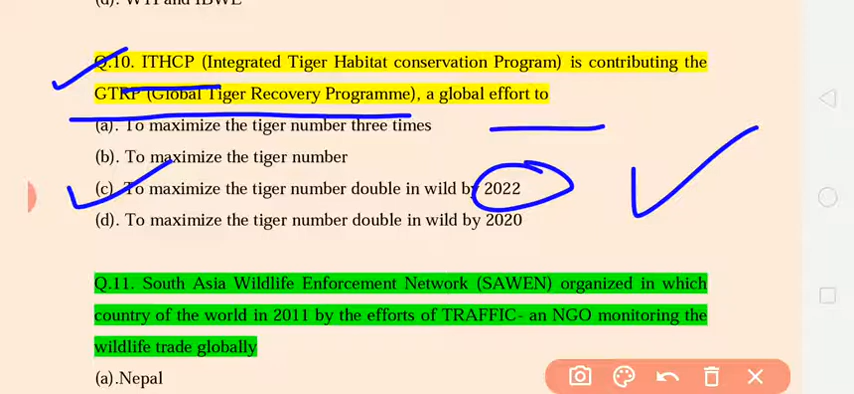 (d). WTI and IBWL
Q.10. ITHCP (Integrated Tiger Habitat conservation Program) is contributing the
GTRP (Global Tiger Recovery Programme), a global effort to
(a). To maximize the tiger number three times
(b). To maximize the tiger number
(c). To maximize the tiger number double in wild by 2022
(d). To maximize the tiger number double in wild by 2020
Q.11. South Asia Wildlife Enforcement Network (SAWEN) organized in which
country of the world in 2011 by the efforts of TRAFFIC- an NGO monitoring the
wildlife trade globally
(a).Nepal